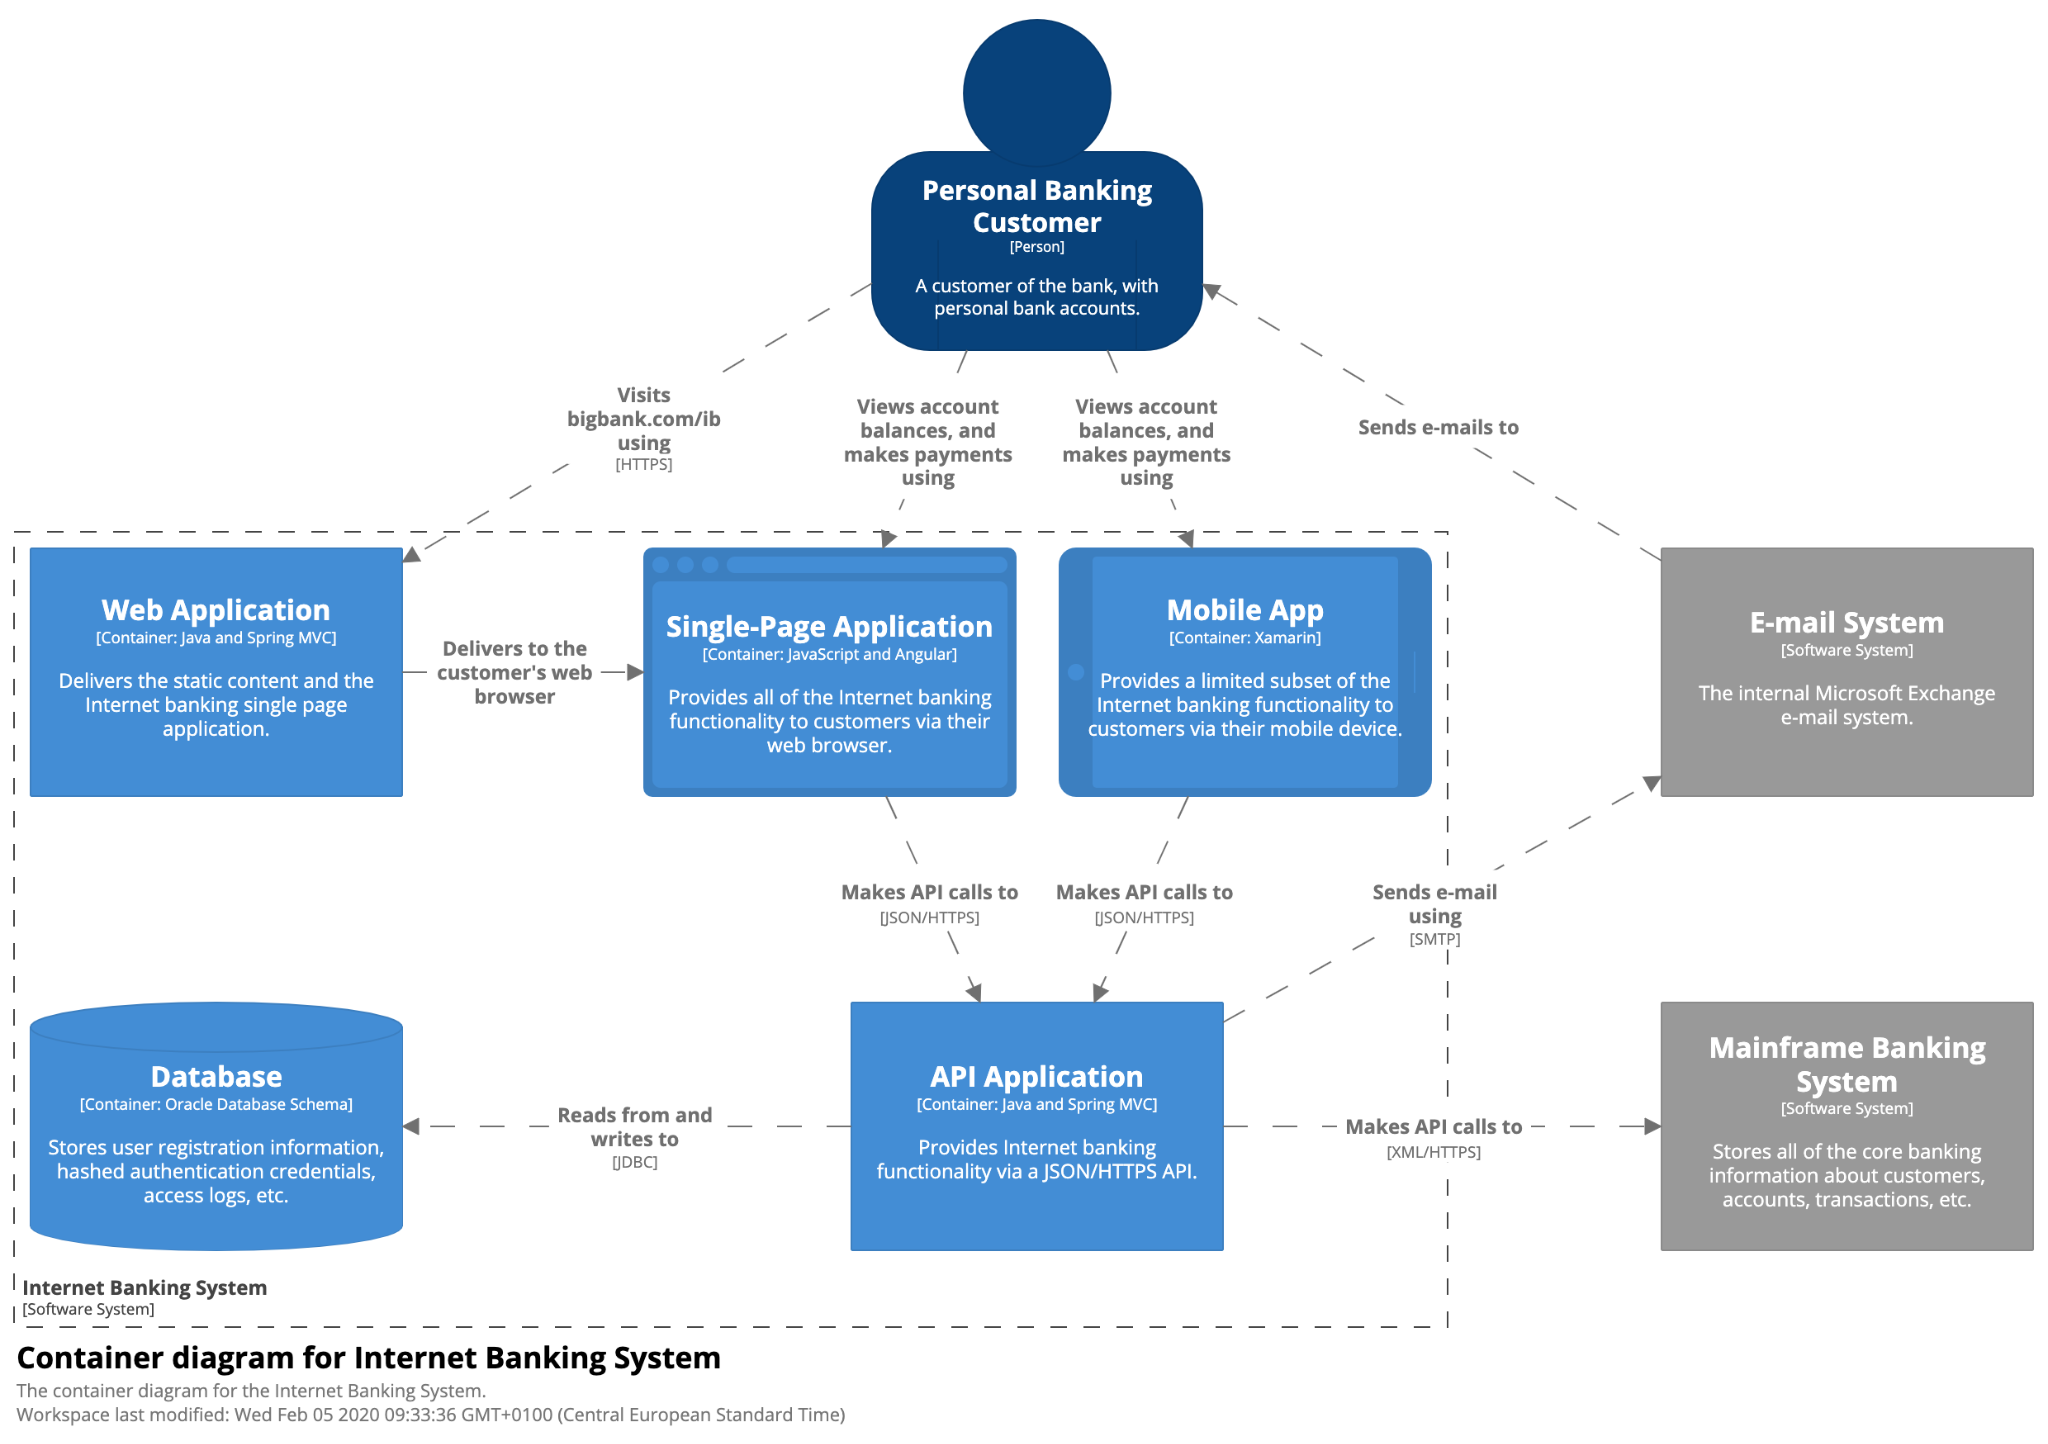 Personal Banking
Customer
[Person]
A customer of the bank, with
personal bank accounts.
Visits
bigbank.com/ib
using
[HTTPS]
Views account
balances, and
makes payments
using
Views account
balances, and
makes payments
using
Sends e-mails to
Web Application
[Container: Java and Spring MVC]
Delivers the static content and the
Internet banking single page
application.
Delivers to the
customer's web
browser
Single-Page Application
[Container: JavaScript and Angular]
Provides all of the Internet banking
functionality to customers via their
web browser.
Mobile App
[Container: Xamarin]
Provides a limited subset of the
Internet banking functionality to
customers via their mobile device.
E-mail System
[Software System]
The internal Microsoft Exchange
e-mail system.
Makes API calls to
[JSON/HTTPS]
Makes API calls to
[JSON/HTTPS]
Sends e-mail
using
[SMTP]
Database
[Container: Oracle Database Schema]
Stores user registration information,
hashed authentication credentials,
access logs, etc.
Reads from and
writes to
[JDBC]
API Application
[Container: Java and Spring MVC]
Provides Internet banking
functionality via a JSON/HTTPS API.
Makes API calls to
[XML/HTTPS]
Mainframe Banking
System
[Software System]
Stores all of the core banking
information about customers,
accounts, transactions, etc.
Internet Banking System
[Software System]
Container diagram for Internet Banking System
The container diagram for the Internet Banking System.
Workspace last modified: Wed Feb 05 2020 09:33:36 GMT+0100 (Central European Standard Time)